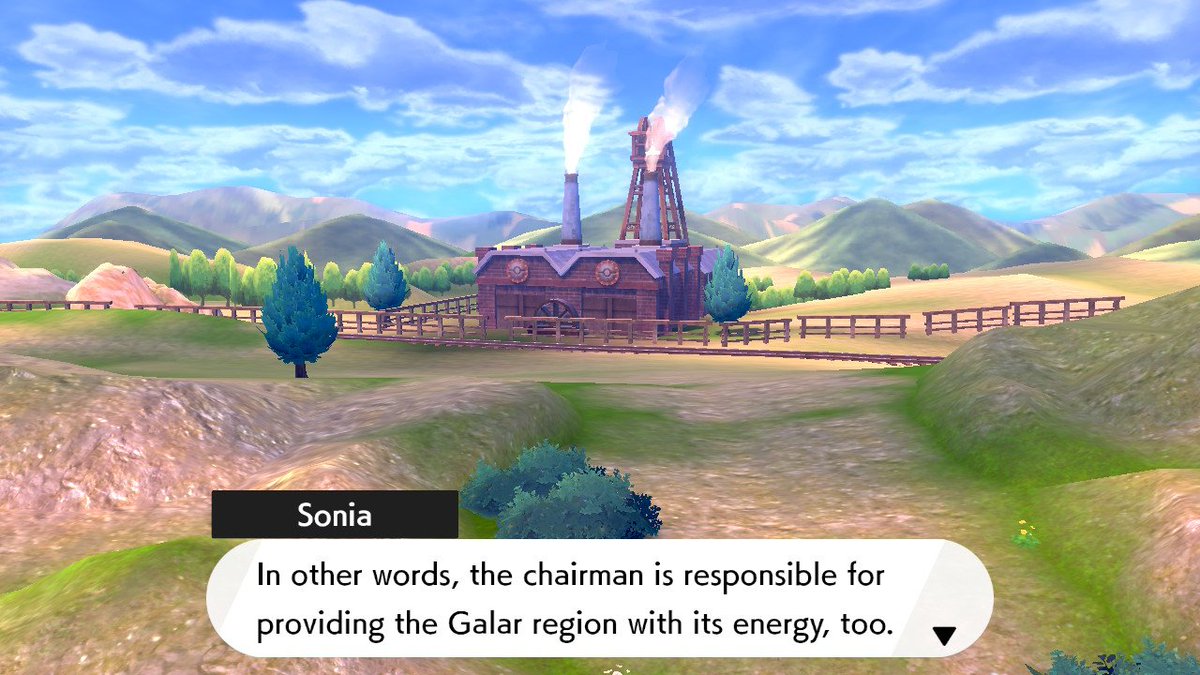 Sonia
In other words, the chairman is responsible for
providing the Galar region with its energy, too.